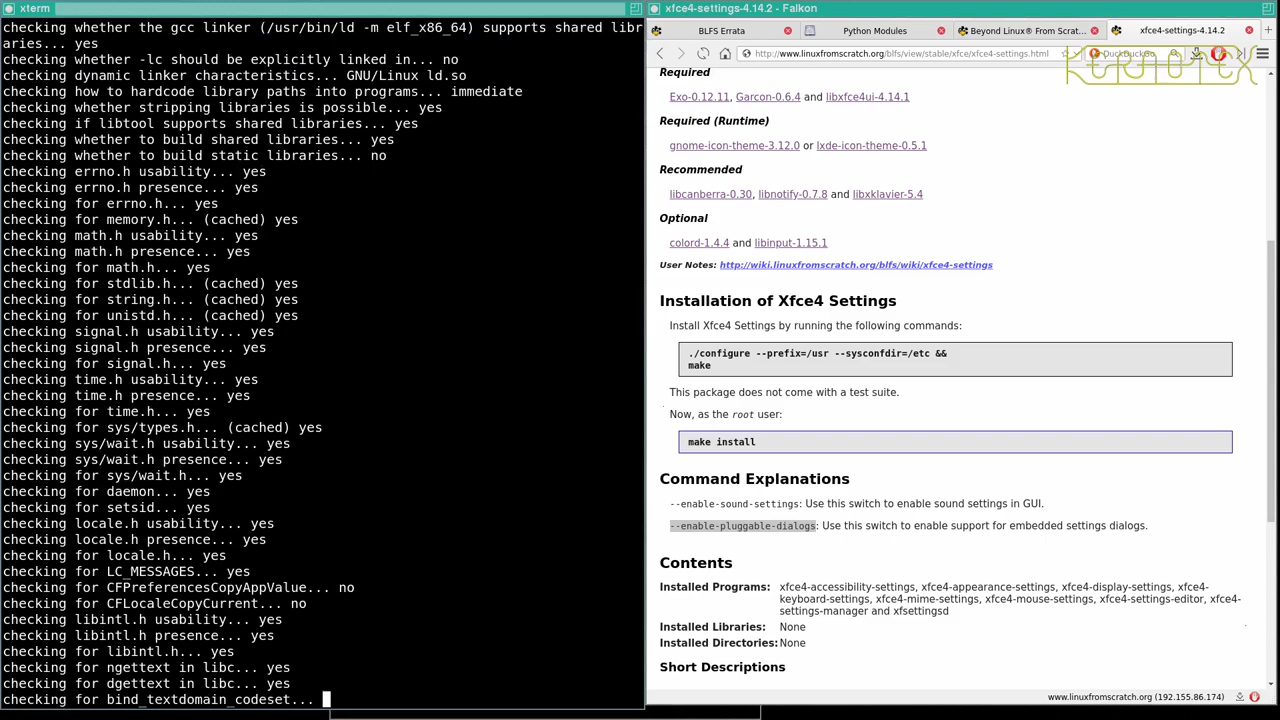 xterm
checking whether the gcc linker (/usr/bin/ld -m elf_x86_64) supports shared libr
aries... yes
checking whether -lc should be explicitly linked in... no
checking dynamic linker characteristics... GNU/Linux ld.so
checking how to hardcode library paths into programs... immediate
checking whether stripping libraries is possible... yes
checking if libtool supports shared libraries... yes
checking whether to build shared libraries... yes
checking whether to build static libraries... no
checking errno.h usability... yes
checking errno.h presence... yes
checking for errno.h... yes
checking for memory.h... (cached) yes
checking math.h usability... yes
checking math.h presence... yes
checking for math.h... yes
checking for stdlib.h... (cached) yes
checking for string.h... (cached) yes
checking for unistd.h... (cached) yes
checking signal.h usability... yes
checking signal.h presence... yes
checking for signal.h... yes
checking time.h usability... yes
checking time.h presence... yes
checking for time.h... yes
checking for sys/types.h... (cached) yes
checking sys/wait.h usability... yes
checking sys/wait.h presence... yes
checking for sys/wait.h... yes
checking for daemon... yes
checking for setsid... yes
checking locale.h usability... yes
checking locale.h presence... yes
checking for locale.h... yes
checking for LC_MESSAGES... yes
checking for CFPreferencesCopyAppValue... no
checking for CFLocaleCopyCurrent... no
checking libintl.h usability... yes
checking libintl.h presence... yes
checking for libintl.h... yes
checking for ngettext in libc... yes
checking for dgettext in libc... yes
checking for bind_textdomain_codeset...
xfce4-settings-4.14.2 - Falkon
BLFS Errata
Python Modules
Beyond Linux® From Scrat...
xfce4-settings-4.14.2
http://www.linuxfromscratch.org/blfs/view/stable/xfce/xfce4-settings.html
DuckDuckGo
KERNOTEX
Required
Exo-0.12.11, Garcon-0.6.4 and libxfce4ui-4.14.1
Required (Runtime)
gnome-icon-theme-3.12.0 or lxde-icon-theme-0.5.1
Recommended
libcanberra-0.30, libnotify-0.7.8 and libxklavier-5.4
Optional
colord-1.4.4 and libinput-1.15.1
User Notes: http://wiki.linuxfromscratch.org/blfs/wiki/xfce4-settings
Installation of Xfce4 Settings
Install Xfce4 Settings by running the following commands:
./configure --prefix=/usr --sysconfdir=/etc &&
make
This package does not come with a test suite.
Now, as the root user:
make install
Command Explanations
--enable-sound-settings: Use this switch to enable sound settings in GUI.
--enable-pluggable-dialogs: Use this switch to enable support for embedded settings dialogs.
Contents
Installed Programs: xfce4-accessibility-settings, xfce4-appearance-settings, xfce4-display-settings, xfce4-
keyboard-settings, xfce4-mime-settings, xfce4-mouse-settings, xfce4-settings-editor, xfce4-
settings-manager and xfsettingsd
Installed Libraries: None
Installed Directories: None
Short Descriptions
www.linuxfromscratch.org (192.155.86.174)